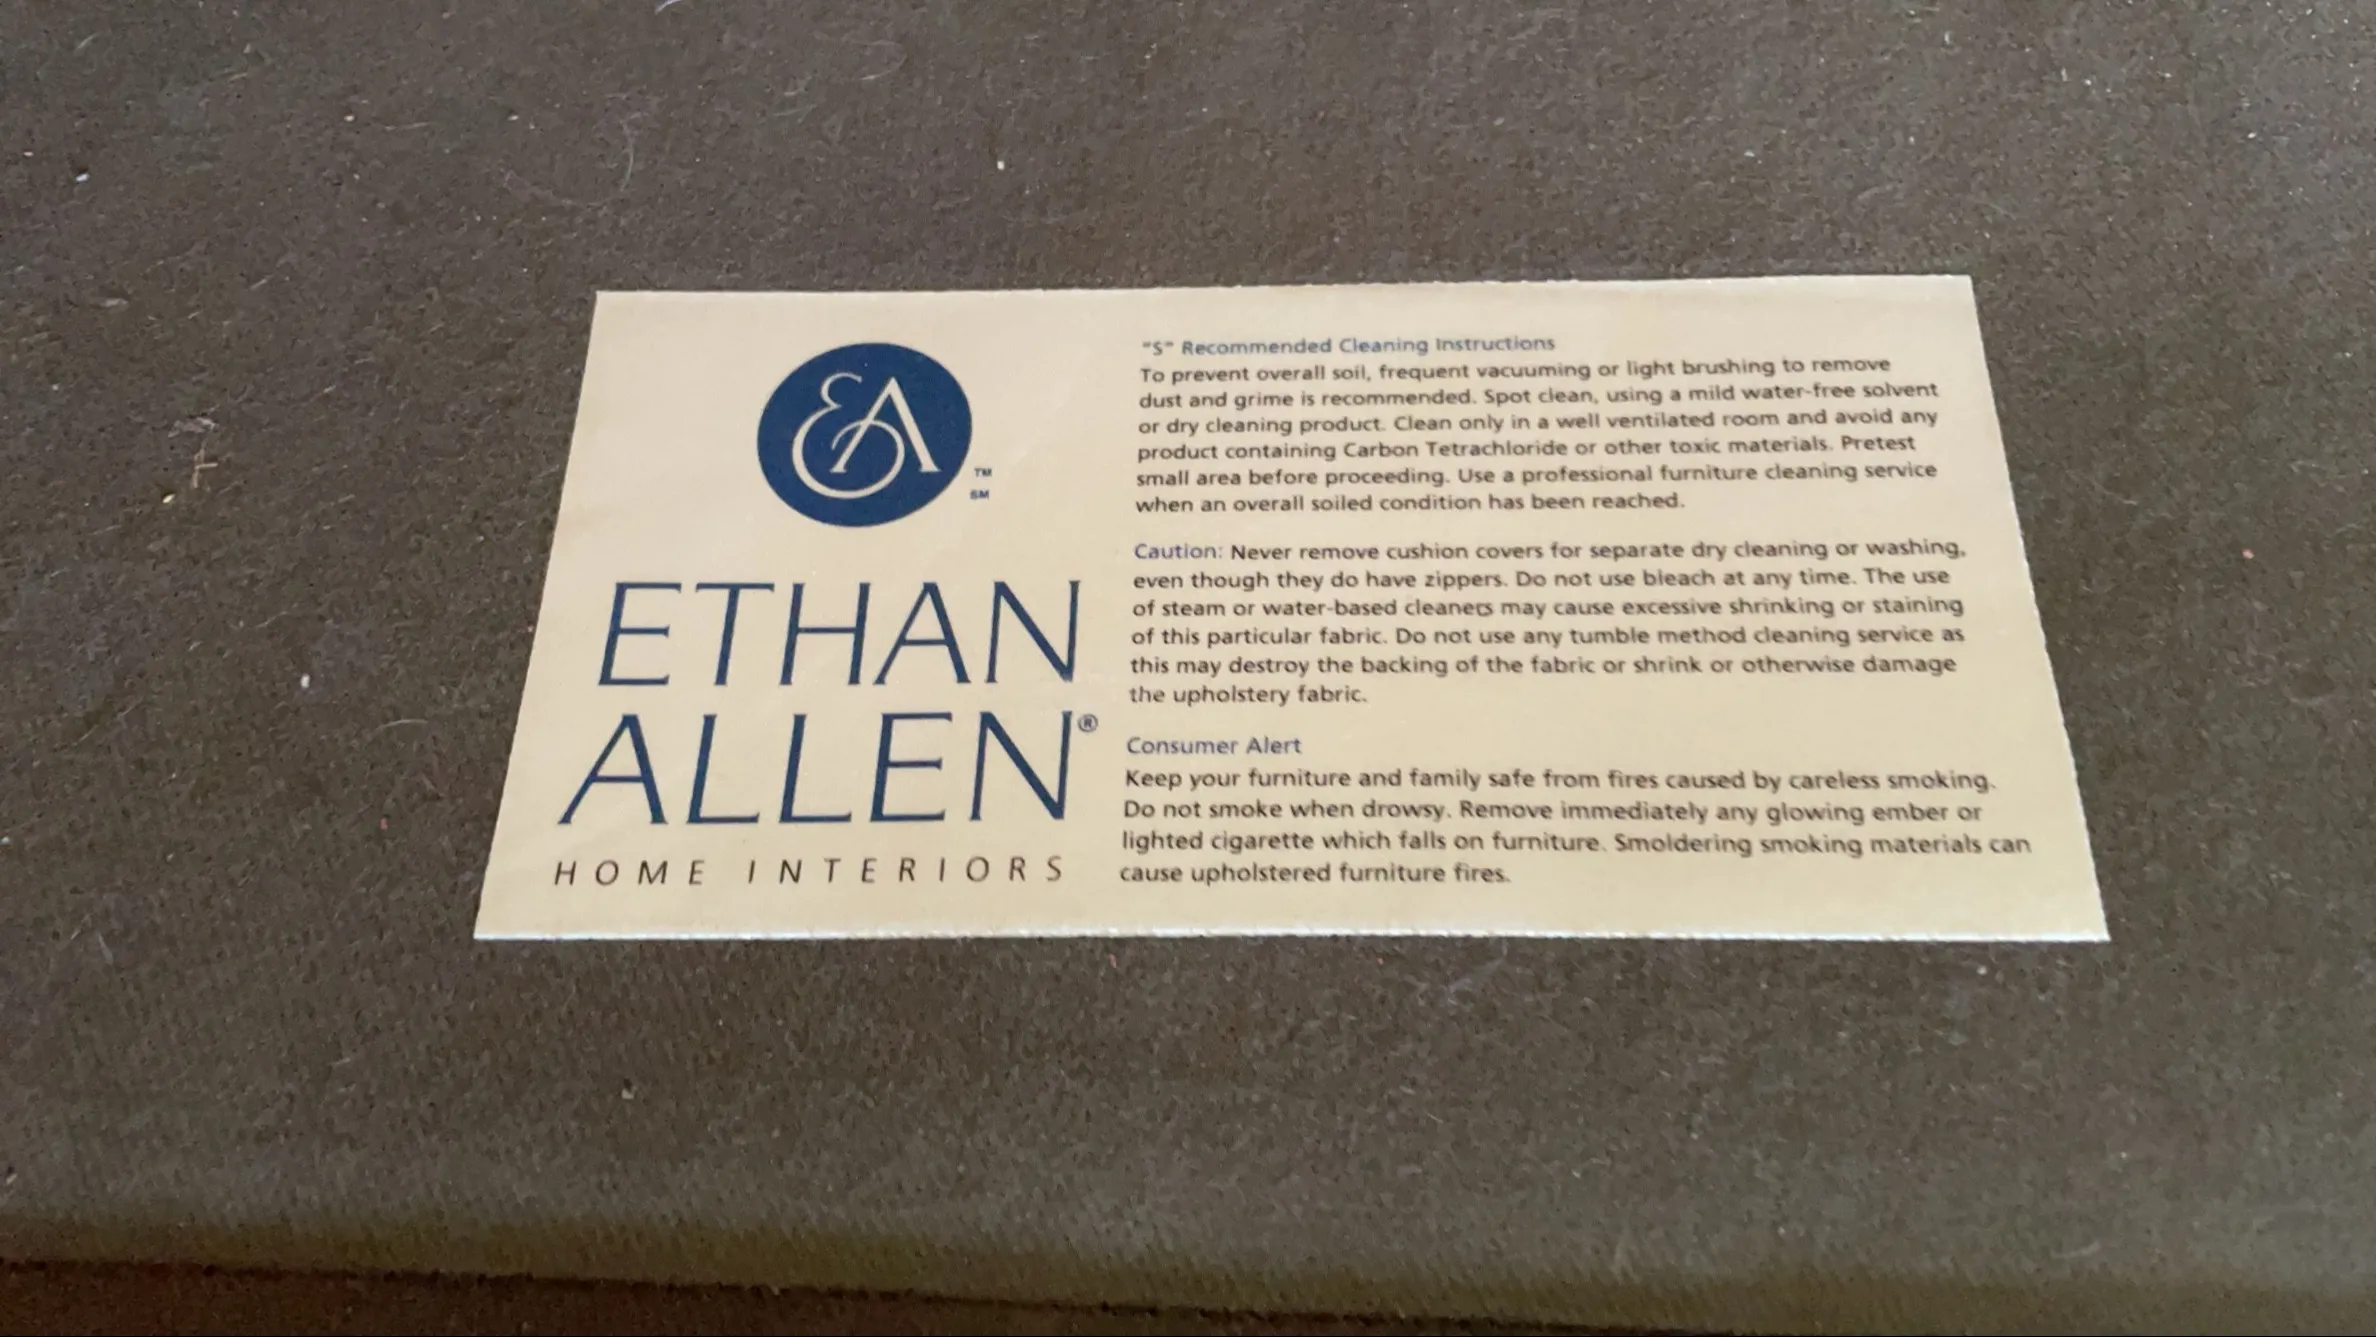 EA
TM
SM
ETHAN
ALLEN®
HOME INTERIORS
"S" Recommended Cleaning Instructions
To prevent overall soil, frequent vacuuming or light brushing to remove
dust and grime is recommended. Spot clean, using a mild water-free solvent
or dry cleaning product. Clean only in a well ventilated room and avoid any
product containing Carbon Tetrachloride or other toxic materials. Pretest
small area before proceeding. Use a professional furniture cleaning service
when an overall soiled condition has been reached.
Caution: Never remove cushion covers for separate dry cleaning or washing,
even though they do have zippers. Do not use bleach at any time. The use
of steam or water-based cleaners may cause excessive shrinking or staining
of this particular fabric. Do not use any tumble method cleaning service as
this may destroy the backing of the fabric or shrink or otherwise damage
the upholstery fabric.
Consumer Alert
Keep your furniture and family safe from fires caused by careless smoking.
Do not smoke when drowsy. Remove immediately any glowing ember or
lighted cigarette which falls on furniture. Smoldering smoking materials can
cause upholstered furniture fires.